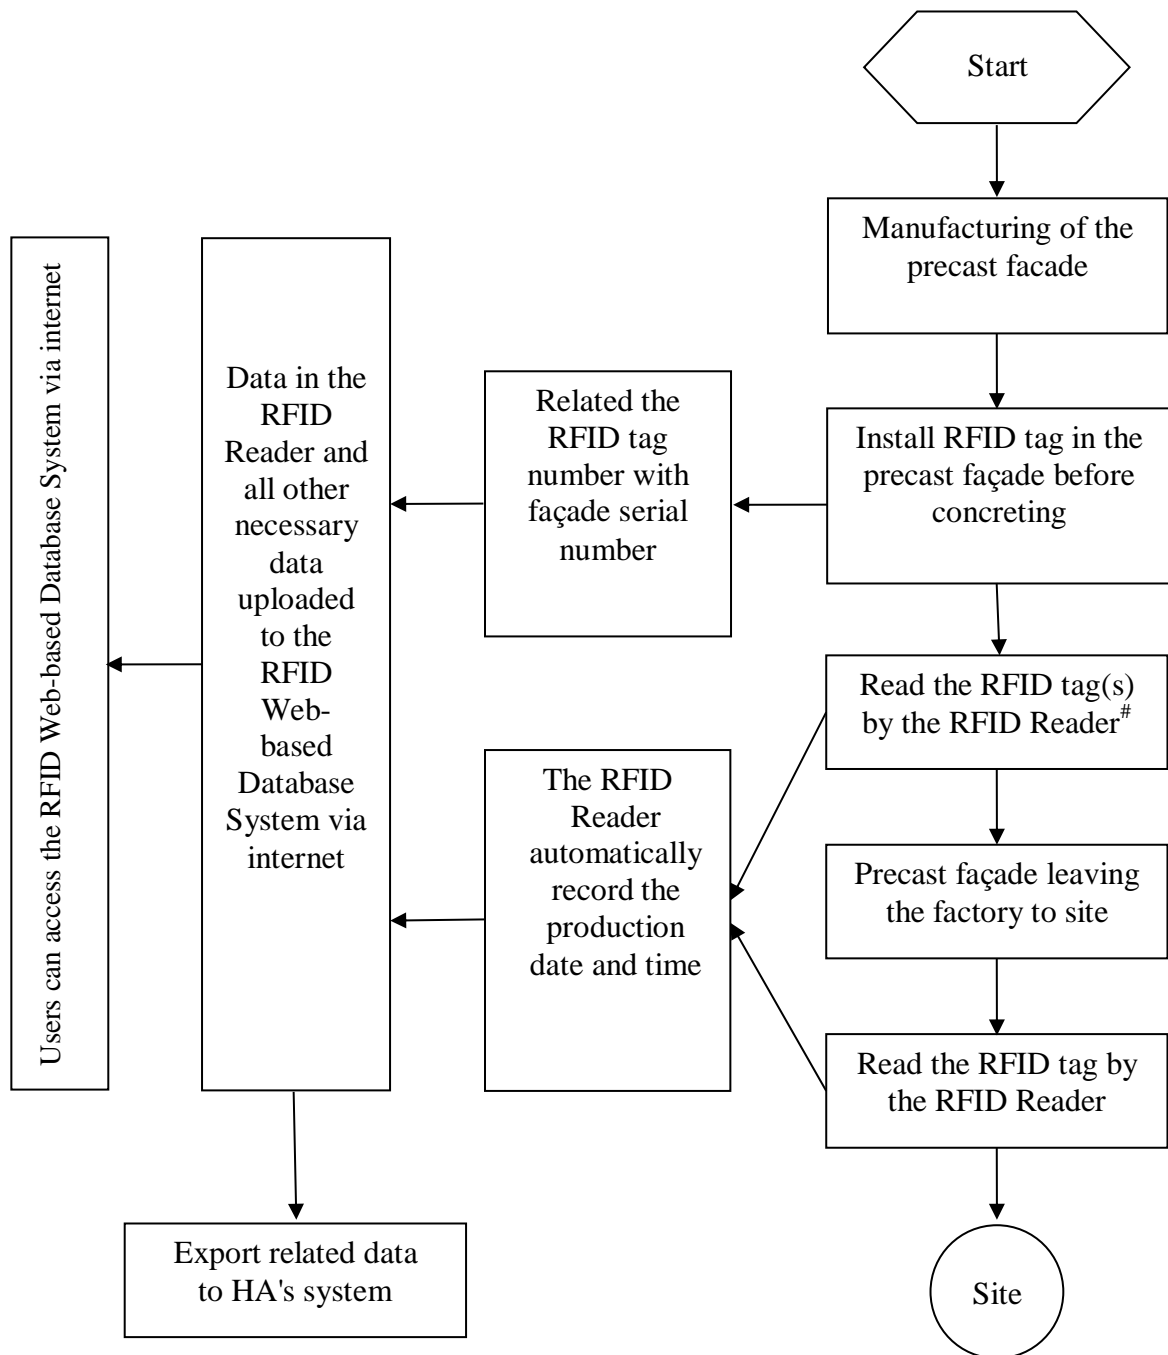 Start
Manufacturing of the
precast facade
Install RFID tag in the
precast façade before
concreting
Related the
RFID tag
number with
façade serial
number
Data in the
RFID
Reader and
all other
necessary
data
uploaded
to the
RFID
Web-
based
Database
System via
internet
Users can access the RFID Web-based Database System via internet
Read the RFID tag(s)
by the RFID Reader#
The RFID
Reader
automatically
record the
production
date and time
Precast façade leaving
the factory to site
Read the RFID tag by
the RFID Reader
Export related data
to HA's system
Site